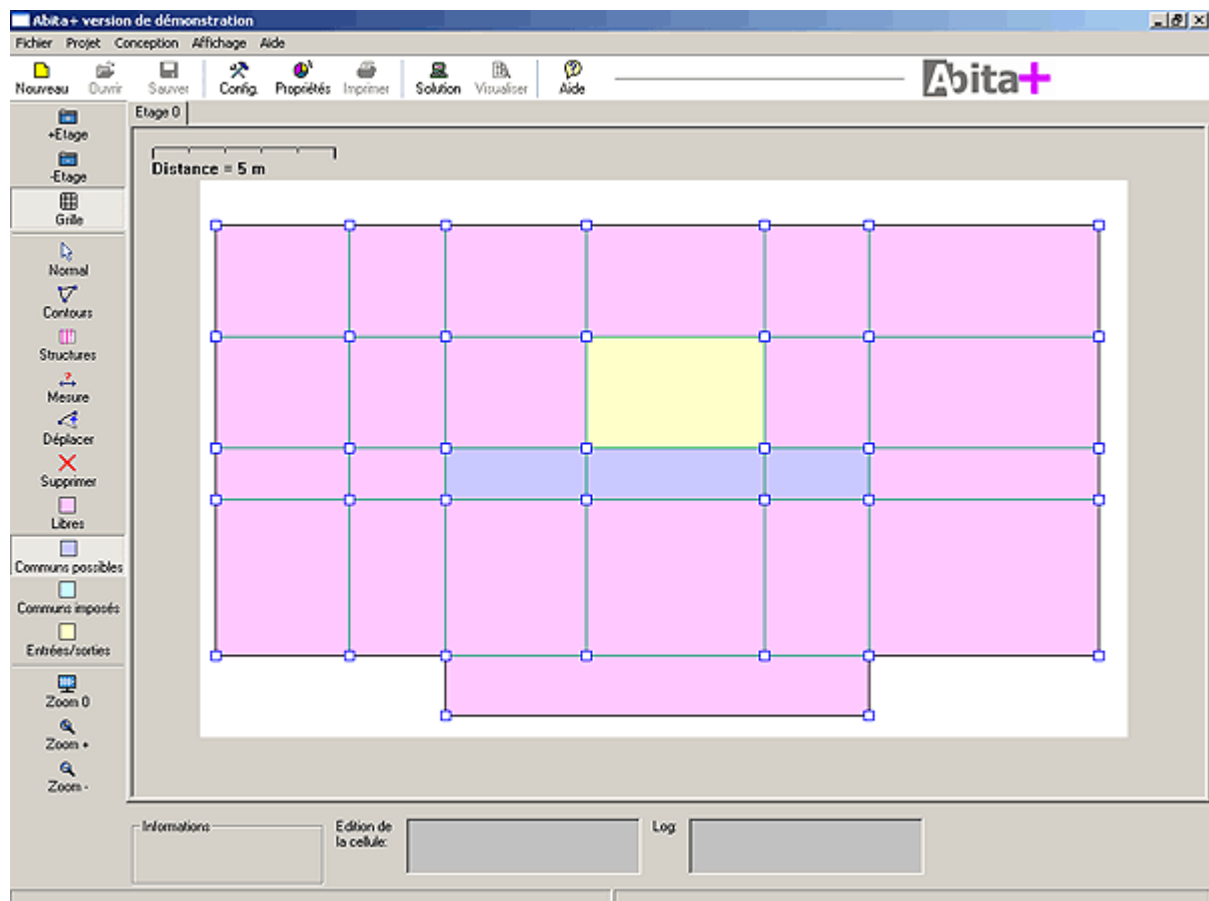 Abita+ version de démonstration
Fichier Projet Conception Affichage Aide
Nouveau Ouvrir Sauver Config. Propriétés Imprimer Solution Visualiser Aide
Abita+
Etage 0
+Etage
-Etage
Grille
Normal
Contours
Structures
Mesure
Déplacer
Supprimer
Libres
Communs possibles
Communs imposés
Entrées/sorties
Zoom 0
Zoom +
Zoom -
Distance = 5 m
Informations
Edition de
la cellule:
Log: